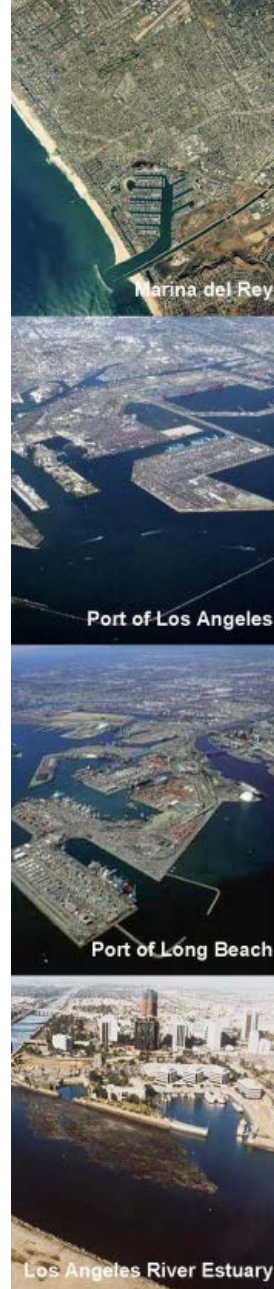 Marina del Rey
Port of Los Angeles
Port of Long Beach
Los Angeles River Estuary